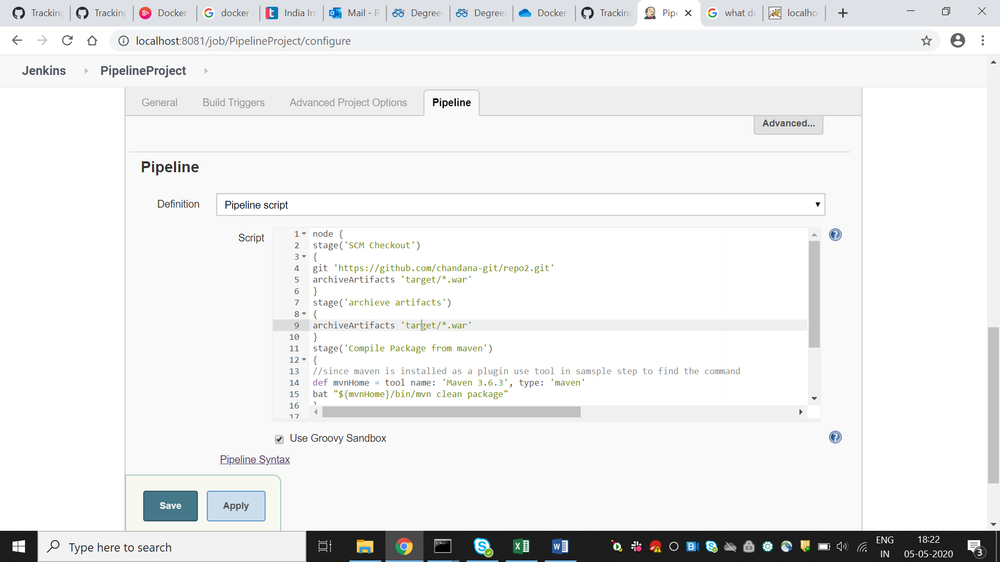 Tracking
Tracking
Docker
docker
India In
Mail - R
Degree
Degree
Docker
Tracking
Pipe
what do
localhos
localhost:8081/job/PipelineProject/configure
Jenkins
PipelineProject
General
Build Triggers
Advanced Project Options
Pipeline
Advanced...
Pipeline
Definition
Pipeline script
Script
1 node {
2 stage('SCM Checkout')
3 {
4 git 'https://github.com/chandana-git/repo2.git'
5 archiveArtifacts 'target/*.war'
6 }
7 stage('archieve artifacts')
8 {
9 archiveArtifacts 'target/*.war'
10 }
11 stage('Compile Package from maven')
12 {
13 //since maven is installed as a plugin use tool in samsple step to find the command
14 def mvnHome = tool name: 'Maven 3.6.3', type: 'maven'
15 bat "${mvnHome}/bin/mvn clean package"
16 }
17
Use Groovy Sandbox
Pipeline Syntax
Save
Apply
Type here to search
ENG
IN
18:22
05-05-2020
3